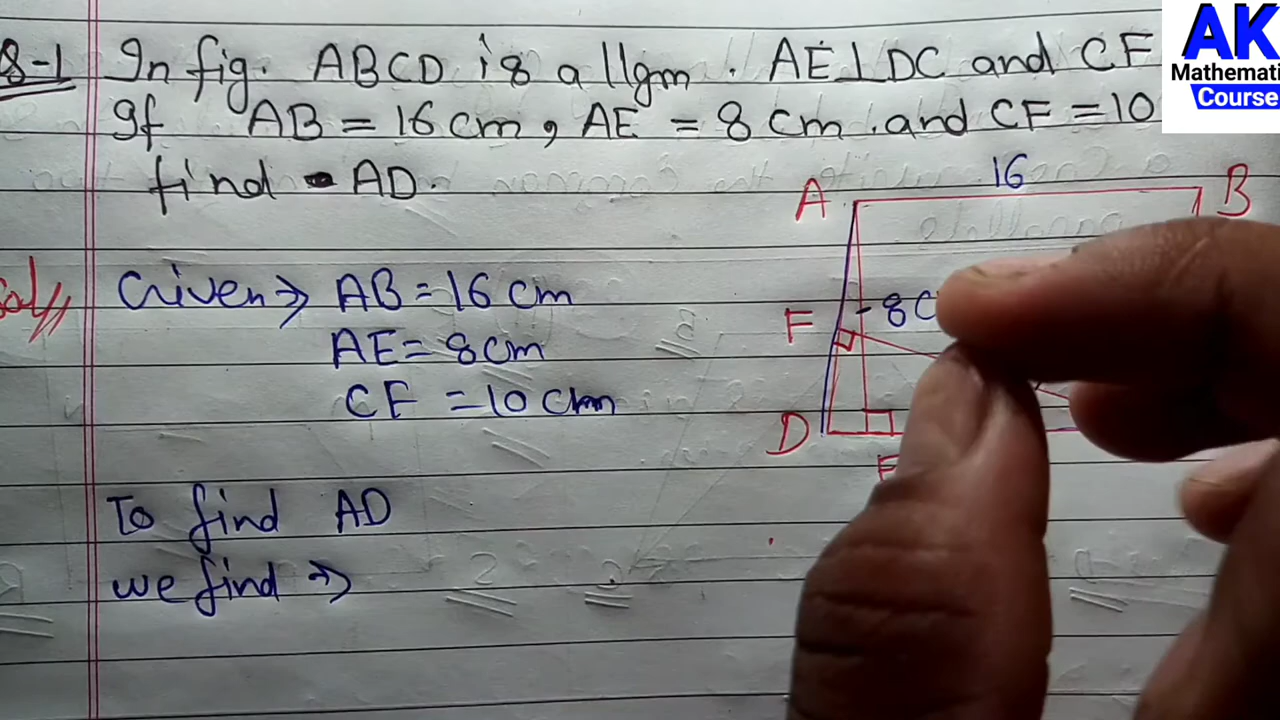 Q-1 In fig. ABCD is a llgm. AE⊥DC and CF
If AB = 16 cm, AE = 8 cm. and CF = 10
find AD.
Sol// Given ⇒ AB = 16 cm
AE = 8 cm
CF = 10 cm
To find AD
we find ⇒
16
A
B
F
8 C
D
E
AK
Mathemati
Course